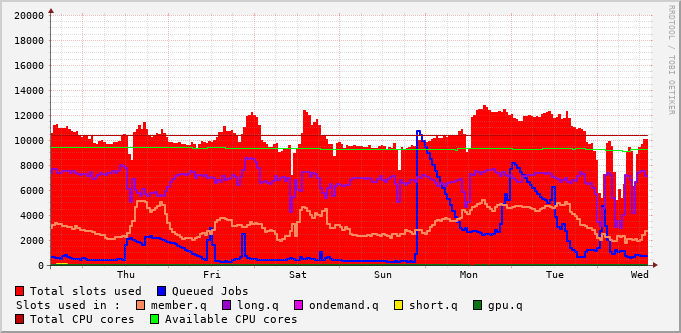 20000
18000
16000
14000
12000
10000
8000
6000
4000
2000
0
Thu Fri Sat Sun Mon Tue Wed
RRDTOOL / TOBI OETIKER
Total slots used Queued Jobs
Slots used in : member.q long.q ondemand.q short.q gpu.q
Total CPU cores Available CPU cores